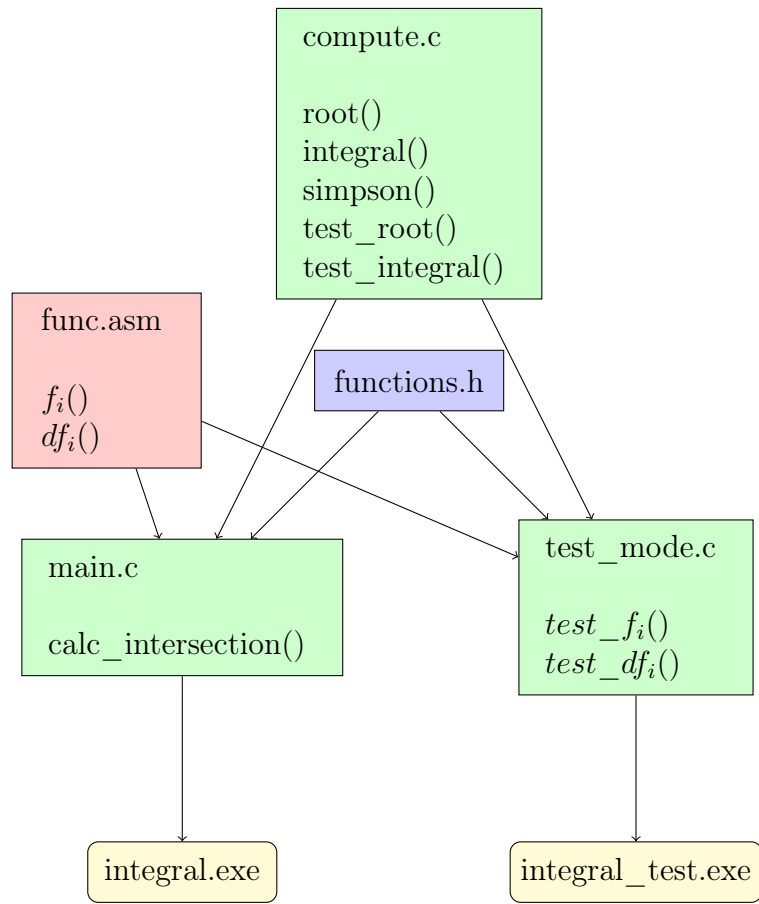 compute.c
root()
integral()
simpson()
test_root()
test_integral()
func.asm
f_i()
df_i()
functions.h
main.c
calc_intersection()
test_mode.c
test_f_i()
test_df_i()
integral.exe
integral_test.exe